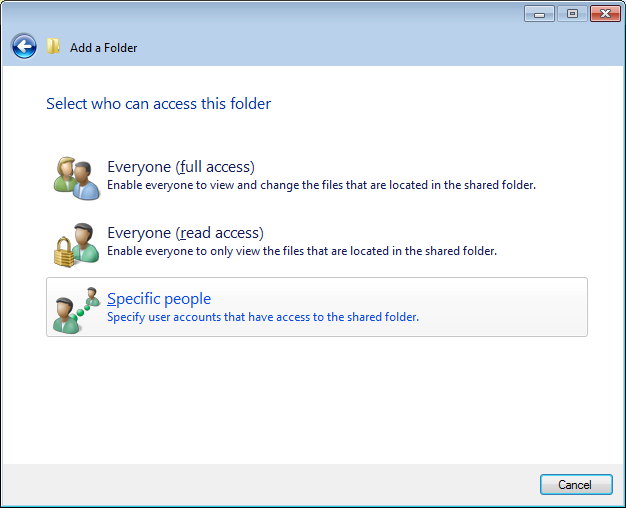 Add a Folder
Select who can access this folder
Everyone (full access)
Enable everyone to view and change the files that are located in the shared folder.
Everyone (read access)
Enable everyone to only view the files that are located in the shared folder.
Specific people
Specify user accounts that have access to the shared folder.
Cancel